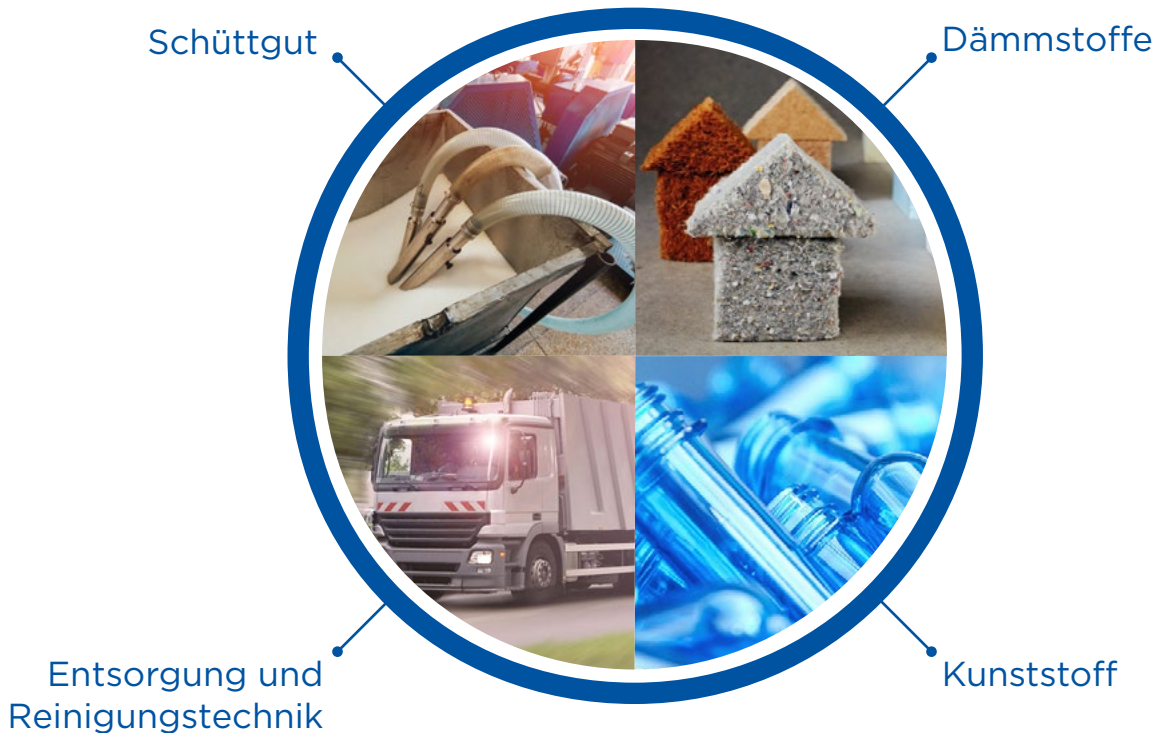 Schüttgut
Dämmstoffe
Entsorgung und
Reinigungstechnik
Kunststoff